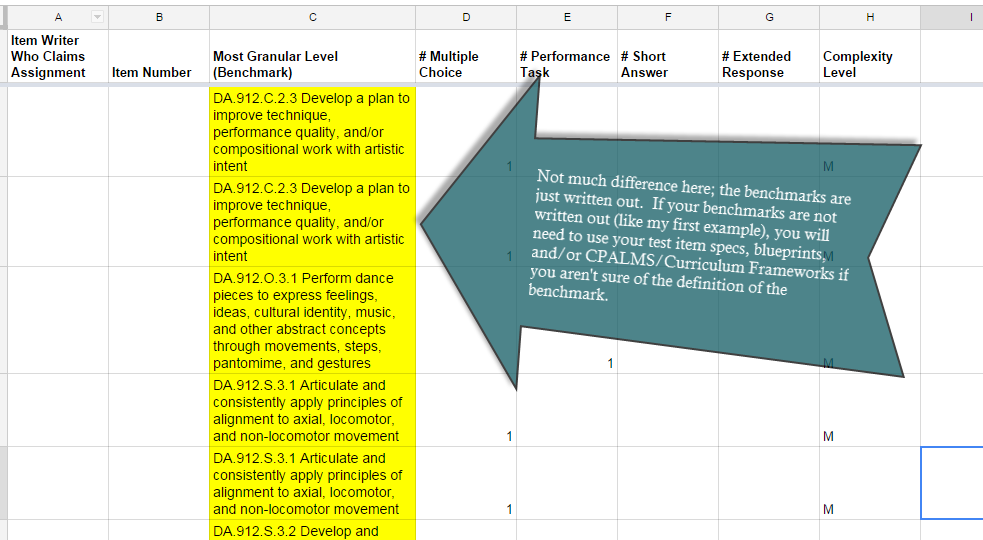 A B C D E F G H I
Item Writer
Who Claims
Assignment
Item Number
Most Granular Level
(Benchmark)
# Multiple
Choice
# Performance
Task
# Short
Answer
# Extended
Response
Complexity
Level
DA.912.C.2.3 Develop a plan to
improve technique,
performance quality, and/or
compositional work with artistic
intent
1
M
DA.912.C.2.3 Develop a plan to
improve technique,
performance quality, and/or
compositional work with artistic
intent
1
M
DA.912.O.3.1 Perform dance
pieces to express feelings,
ideas, cultural identity, music,
and other abstract concepts
through movements, steps,
pantomime, and gestures
1
M
DA.912.S.3.1 Articulate and
consistently apply principles of
alignment to axial, locomotor,
and non-locomotor movement
1
M
DA.912.S.3.1 Articulate and
consistently apply principles of
alignment to axial, locomotor,
and non-locomotor movement
1
M
DA.912.S.3.2 Develop and
Not much difference here; the benchmarks are
just written out.  If your benchmarks are not
written out (like my first example), you will
need to use your test item specs, blueprints,
and/or CPALMS/Curriculum Frameworks if
you aren't sure of the definition of the
benchmark.